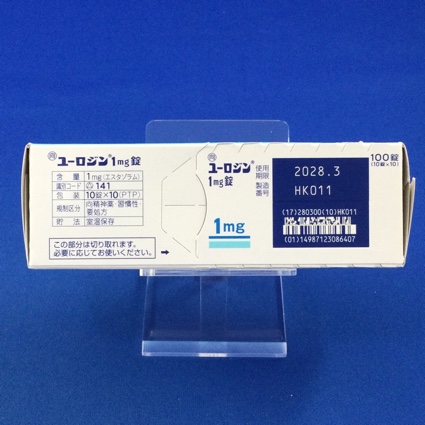 向 ユーロジン®1mg錠
含量 1mg(エスタゾラム)
識別コード 141
包装 10錠×10(PTP)
規制区分 向精神薬・習慣性・
要処方
貯法 室温保存
この部分は切り取れます。
必要に応じてお使いください。
→
向 ユーロジン®
1mg錠
1mg
使用
期限
製造
番号
2028.3
HK011
(17)280300(10)HK011
(01)14987123086407
100錠
(10錠×10)